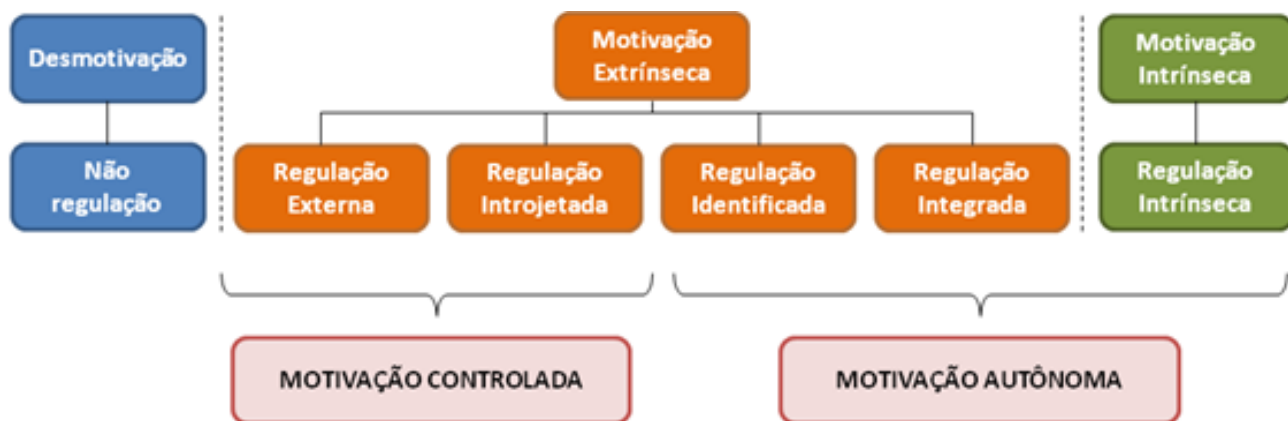 Desmotivação
Motivação
Extrínseca
Motivação
Intrínseca
Não
regulação
Regulação
Externa
Regulação
Introjetada
Regulação
Identificada
Regulação
Integrada
Regulação
Intrínseca
MOTIVAÇÃO CONTROLADA
MOTIVAÇÃO AUTÔNOMA